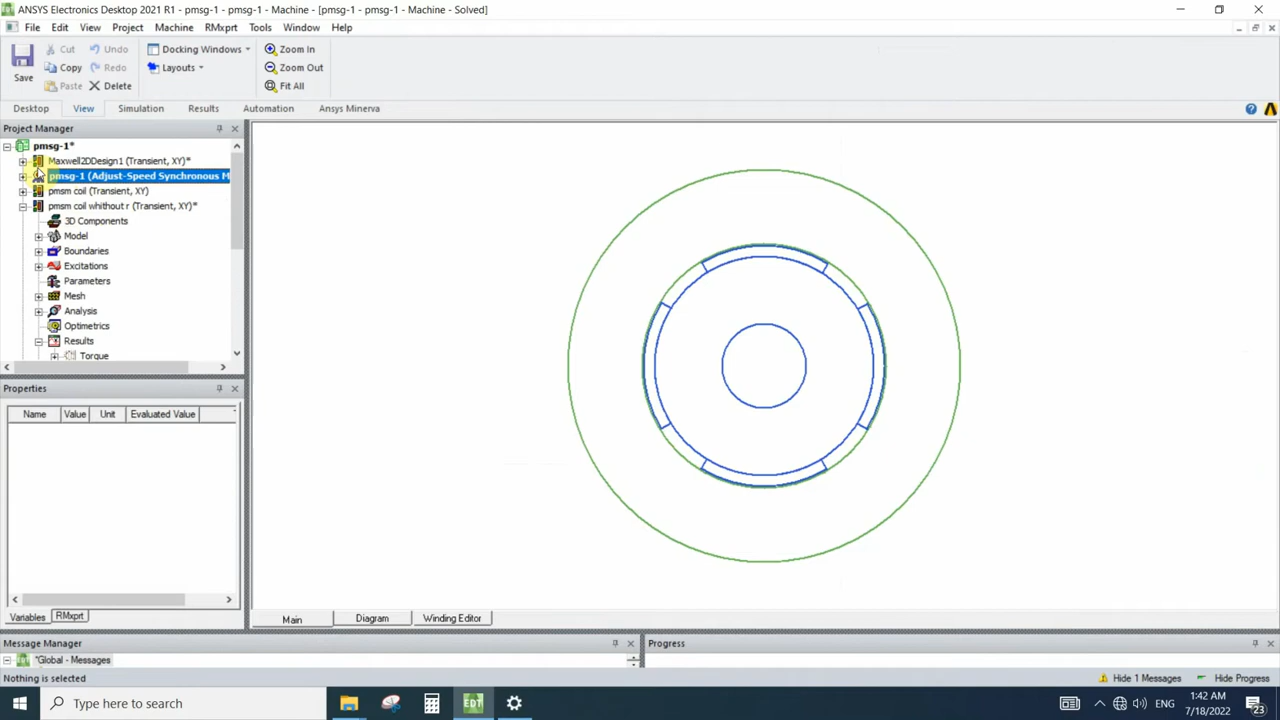 ANSYS Electronics Desktop 2021 R1 - pmsg-1 - pmsg-1 - Machine - [pmsg-1 - pmsg-1 - Machine - Solved]
File Edit View Project Machine RMxprt Tools Window Help
Save
Cut Undo
Copy Redo
Paste Delete
Docking Windows
Layouts
Zoom In
Zoom Out
Fit All
Desktop View Simulation Results Automation Ansys Minerva
Project Manager
pmsg-1*
Maxwell2DDesign1 (Transient, XY)*
pmsg-1 (Adjust-Speed Synchronous M
pmsm coil (Transient, XY)
pmsm coil whithout r (Transient, XY)*
3D Components
Model
Boundaries
Excitations
Parameters
Mesh
Analysis
Optimetrics
Results
Torque
Properties
Name Value Unit Evaluated Value
Variables RMxprt
Main Diagram Winding Editor
Message Manager
*Global - Messages
Progress
Nothing is selected
Hide 1 Messages Hide Progress
Type here to search
EDT
ENG
1:42 AM
7/18/2022
23